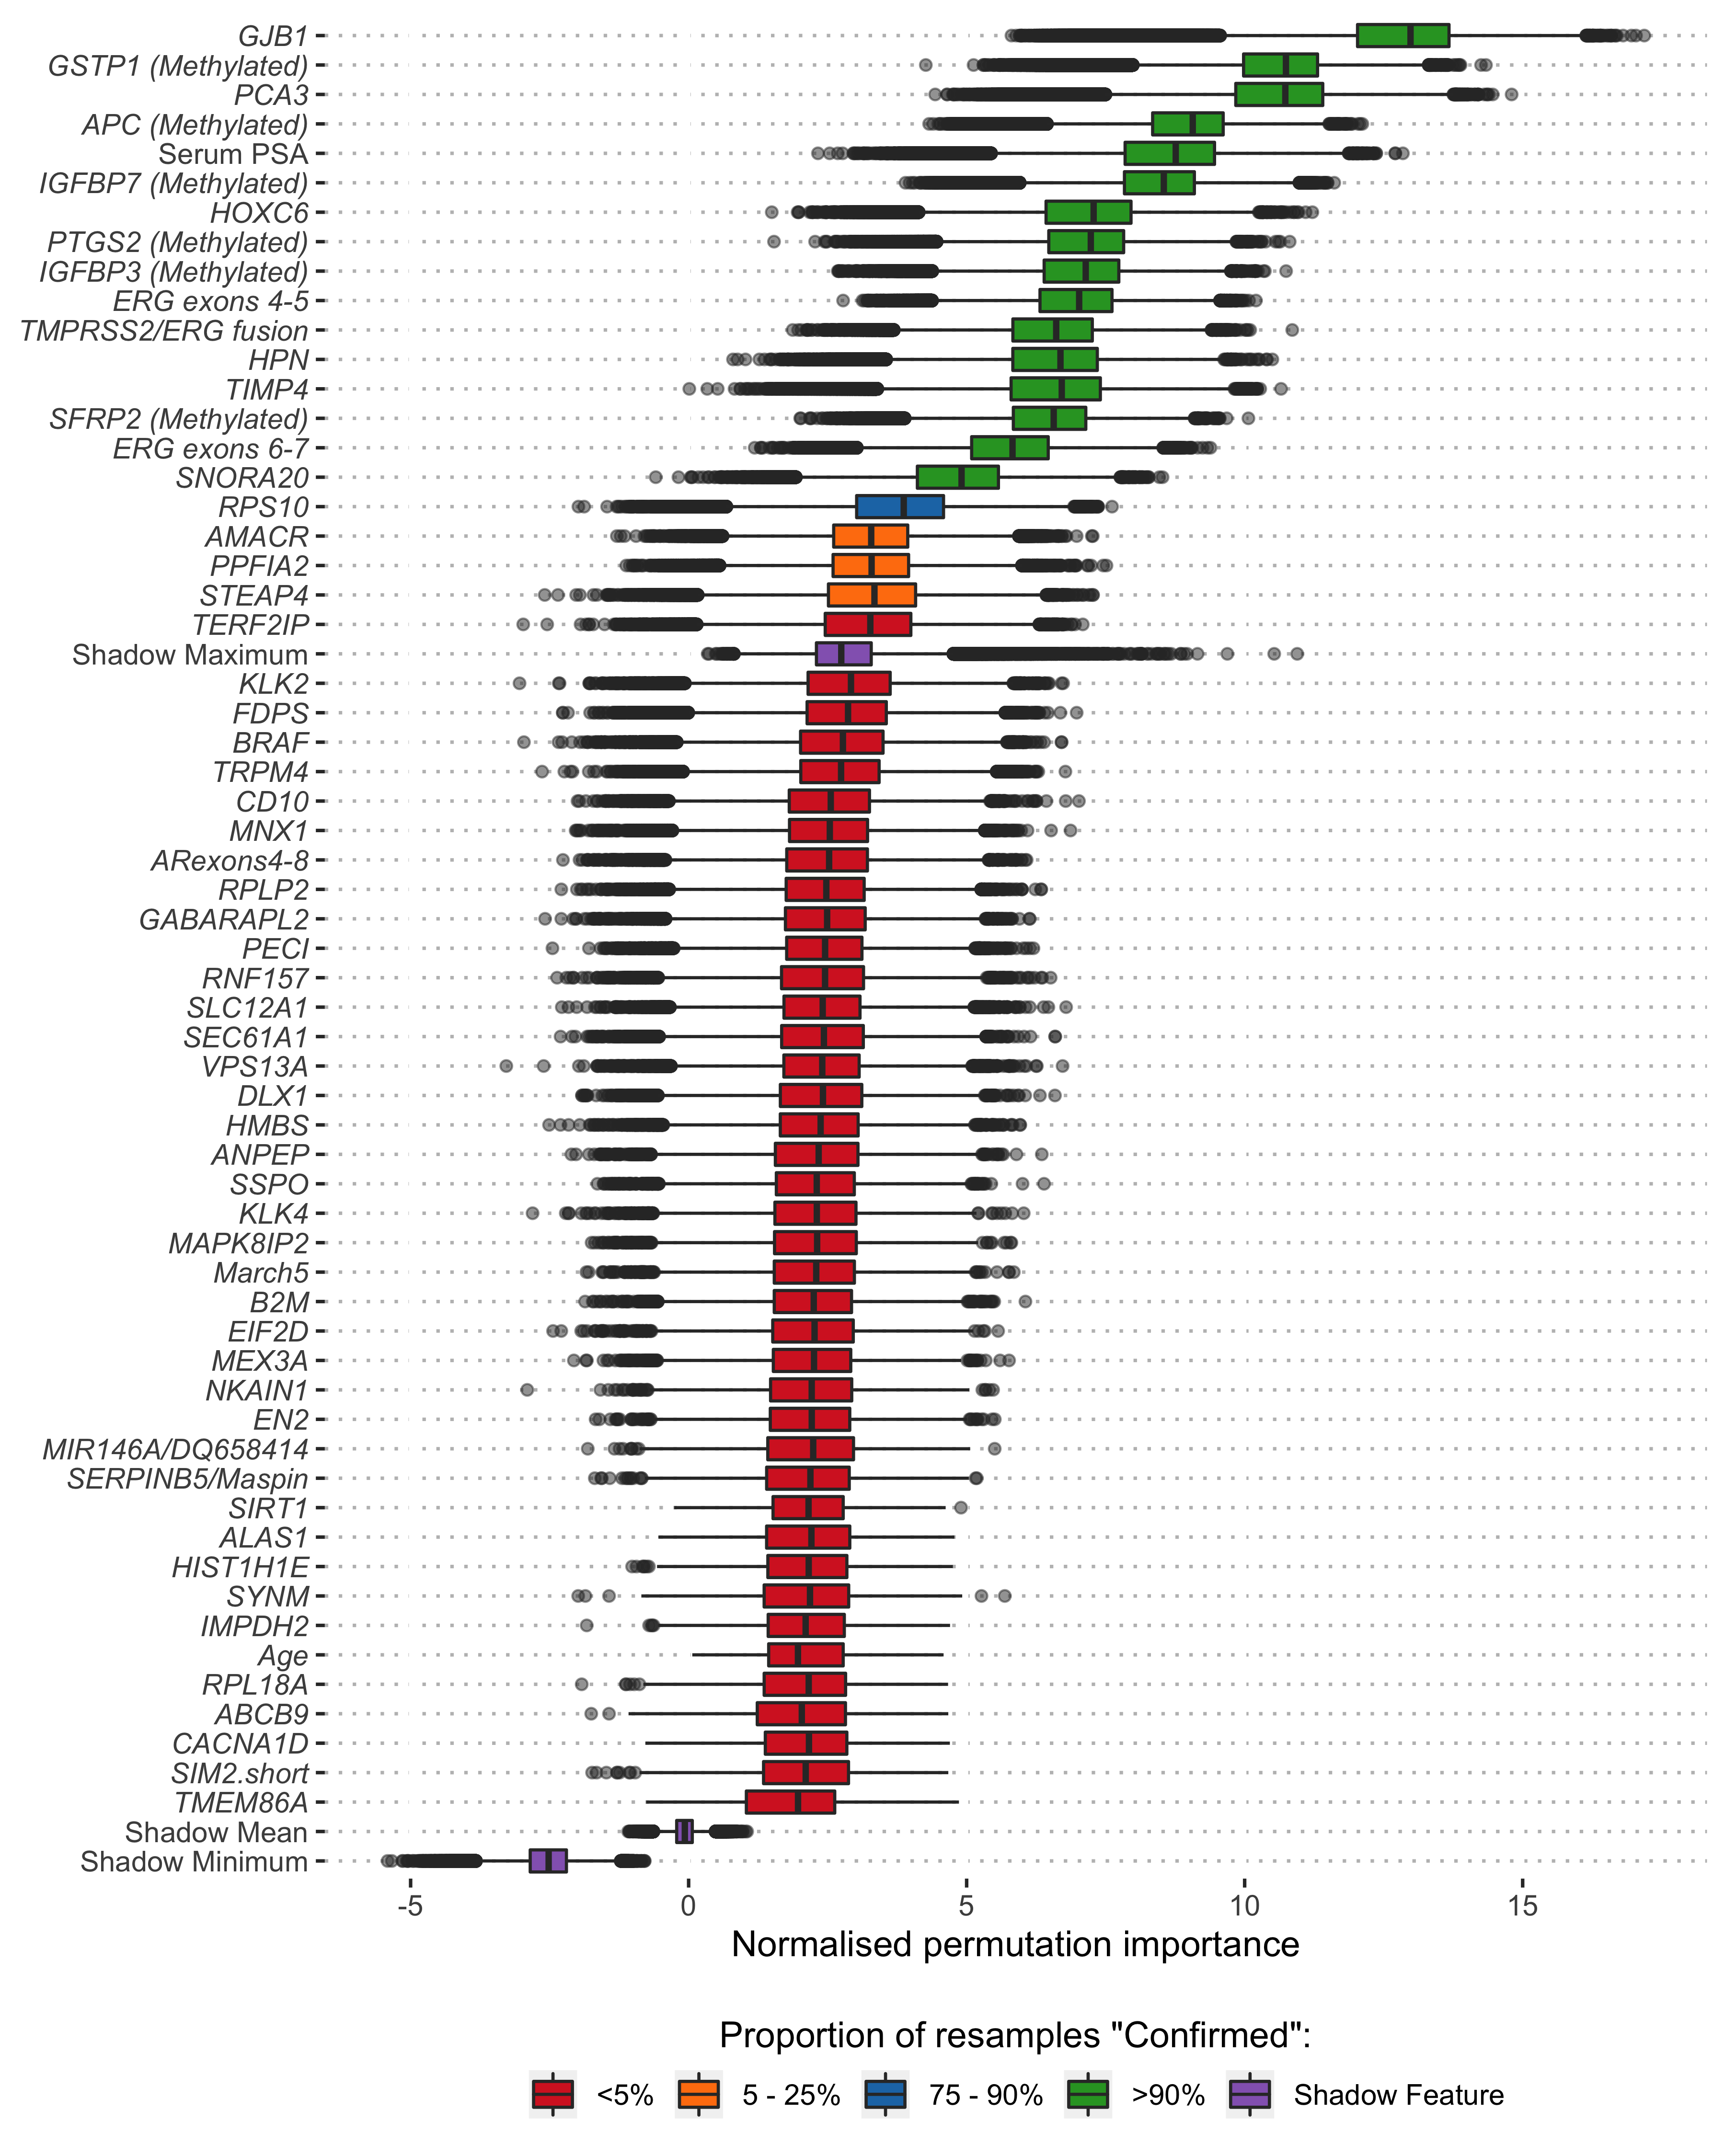 GJB1
GSTP1 (Methylated)
PCA3
APC (Methylated)
Serum PSA
IGFBP7 (Methylated)
HOXC6
PTGS2 (Methylated)
IGFBP3 (Methylated)
ERG exons 4-5
TMPRSS2/ERG fusion
HPN
TIMP4
SFRP2 (Methylated)
ERG exons 6-7
SNORA20
RPS10
AMACR
PPFIA2
STEAP4
TERF2IP
Shadow Maximum
KLK2
FDPS
BRAF
TRPM4
CD10
MNX1
ARexons4-8
RPLP2
GABARAPL2
PECI
RNF157
SLC12A1
SEC61A1
VPS13A
DLX1
HMBS
ANPEP
SSPO
KLK4
MAPK8IP2
March5
B2M
EIF2D
MEX3A
NKAIN1
EN2
MIR146A/DQ658414
SERPINB5/Maspin
SIRT1
ALAS1
HIST1H1E
SYNM
IMPDH2
Age
RPL18A
ABCB9
CACNA1D
SIM2.short
TMEM86A
Shadow Mean
Shadow Minimum
-5 0 5 10 15
Normalised permutation importance
Proportion of resamples "Confirmed":
<5% 5 - 25% 75 - 90% >90% Shadow Feature